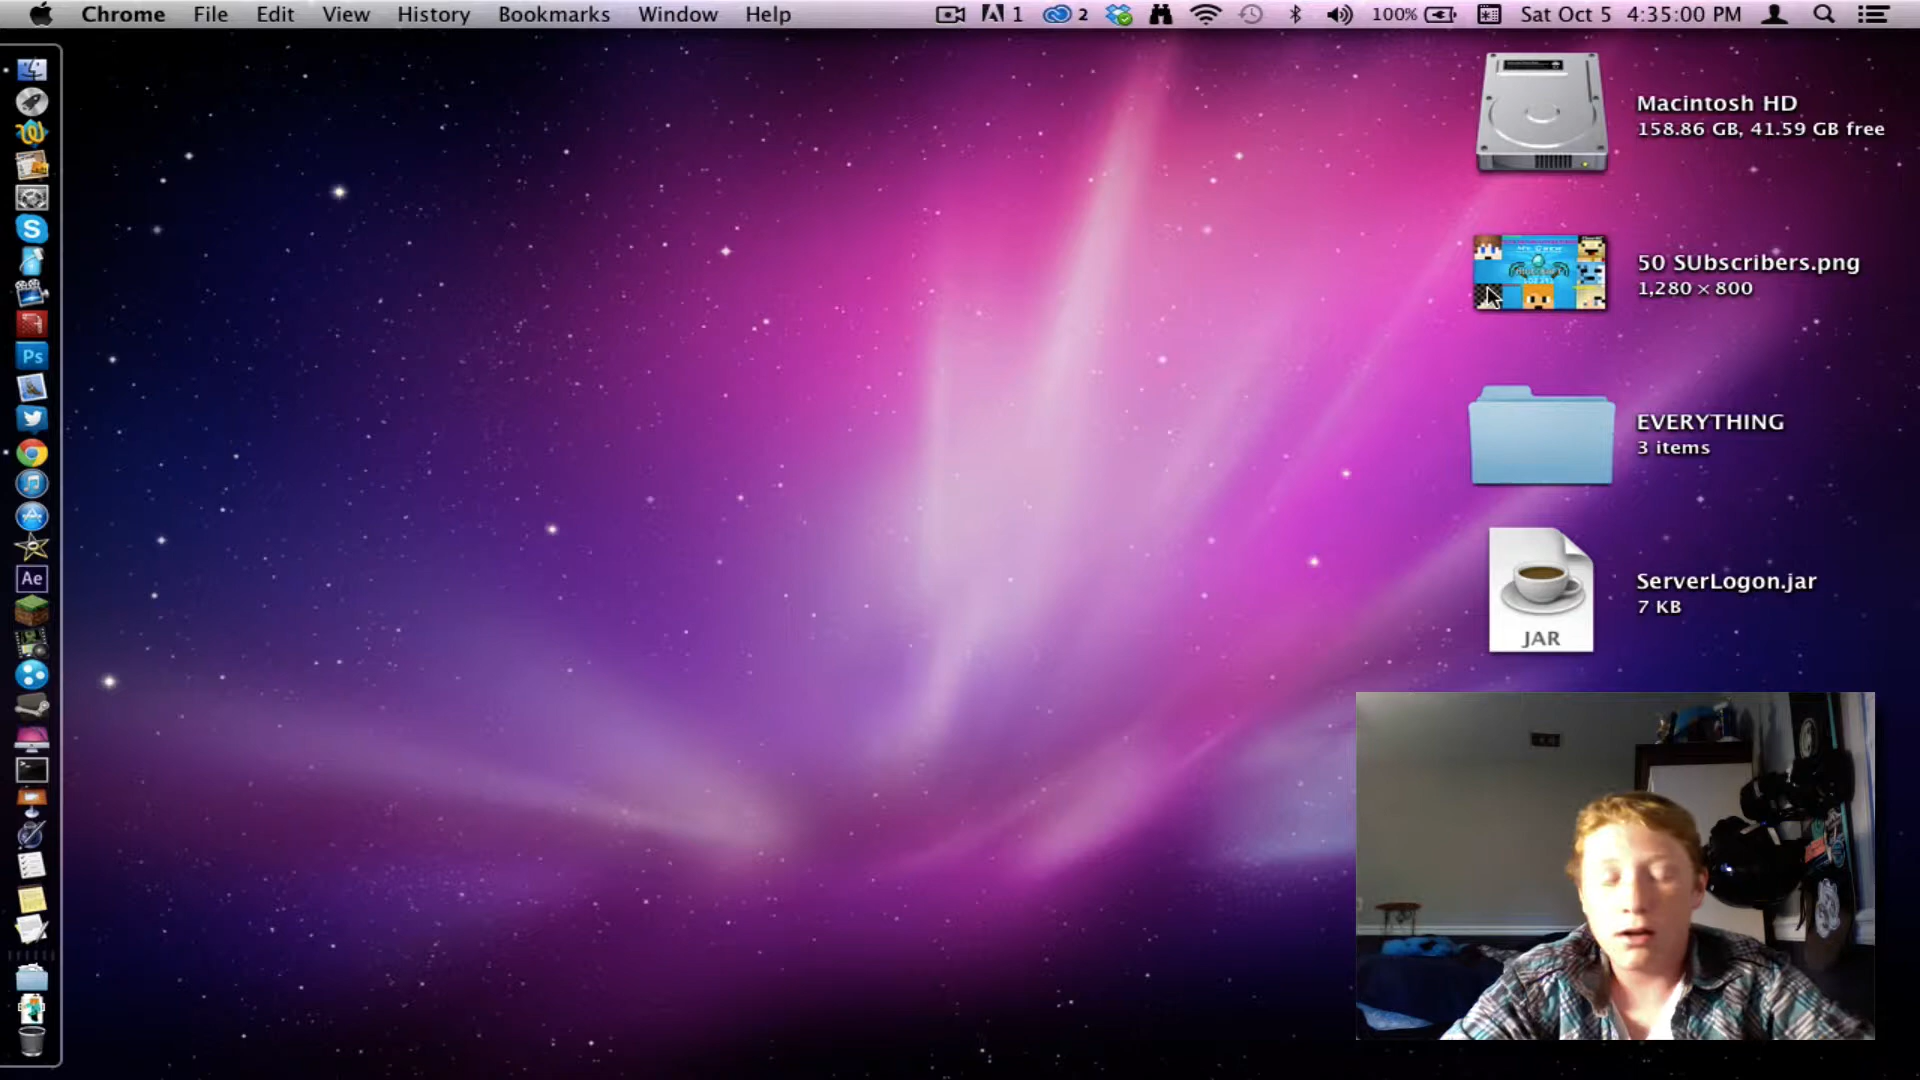 Chrome File Edit View History Bookmarks Window Help 1 2 100% Sat Oct 5 4:35:00 PM
Macintosh HD
158.86 GB, 41.59 GB free
50 SUbscribers.png
1,280 × 800
EVERYTHING
3 items
ServerLogon.jar
7 KB
JAR
Ps
Ae